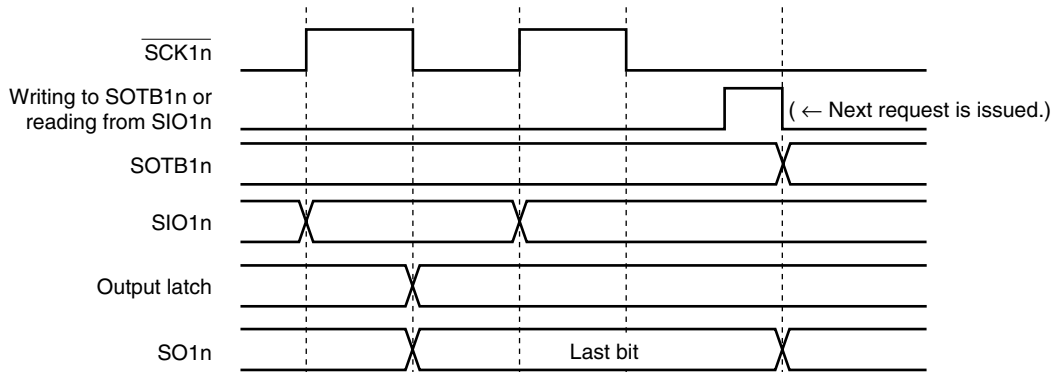 SCK1n
Writing to SOTB1n or
reading from SIO1n
( ← Next request is issued.)
SOTB1n
SIO1n
Output latch
SO1n
Last bit